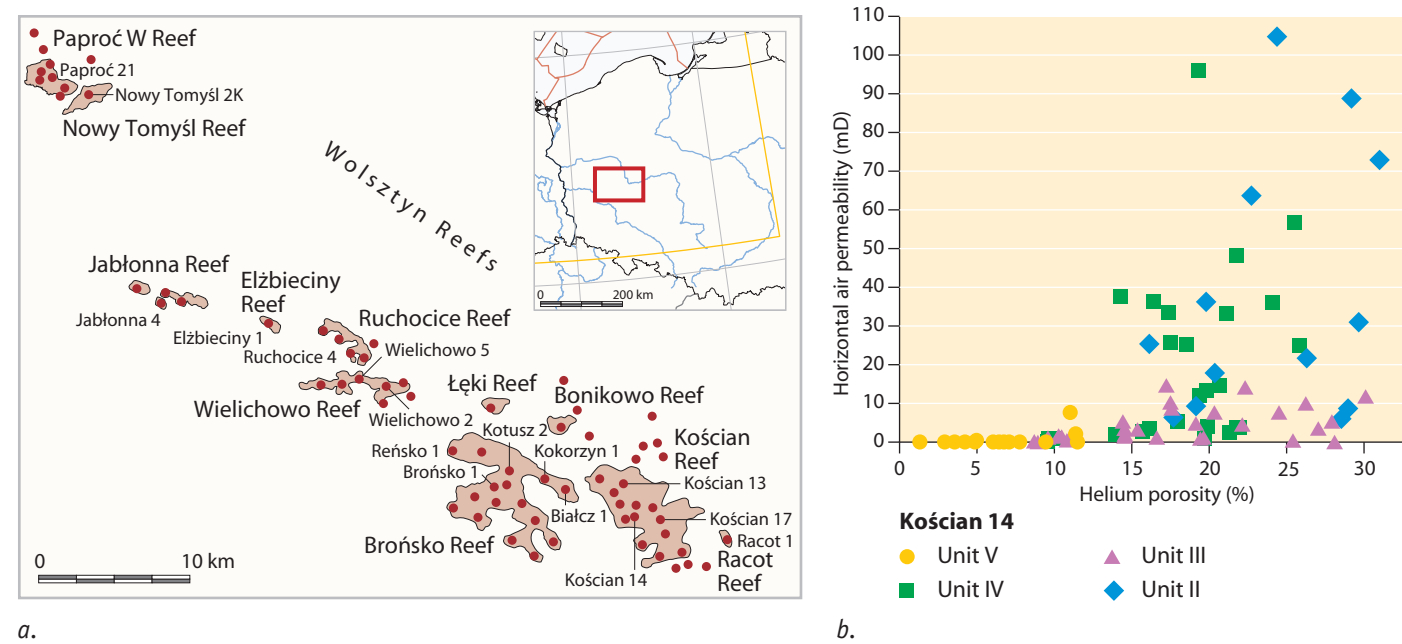 Paproć W Reef
Paproć 21
Nowy Tomyśl 2K
Nowy Tomyśl Reef
Wolsztyn Reefs
0 200 km
Jabłonna Reef
Jabłonna 4
Elżbieciny
Reef
Elżbieciny 1
Ruchocice Reef
Ruchocice 4
Wielichowo 5
Wielichowo Reef
Wielichowo 2
Łęki Reef
Bonikowo Reef
Kotusz 2
Reńsko 1
Kokorzyn 1
Brońsko 1
Kościan
Reef
Kościan 13
Białcz 1
Kościan 17
Brońsko Reef
Racot 1
Racot
Reef
Kościan 14
0 10 km
a.
Horizontal air permeability (mD)
110
100
90
80
70
60
50
40
30
20
10
0
0 5 10 15 20 25 30
Helium porosity (%)
Kościan 14
Unit V
Unit III
Unit IV
Unit II
b.